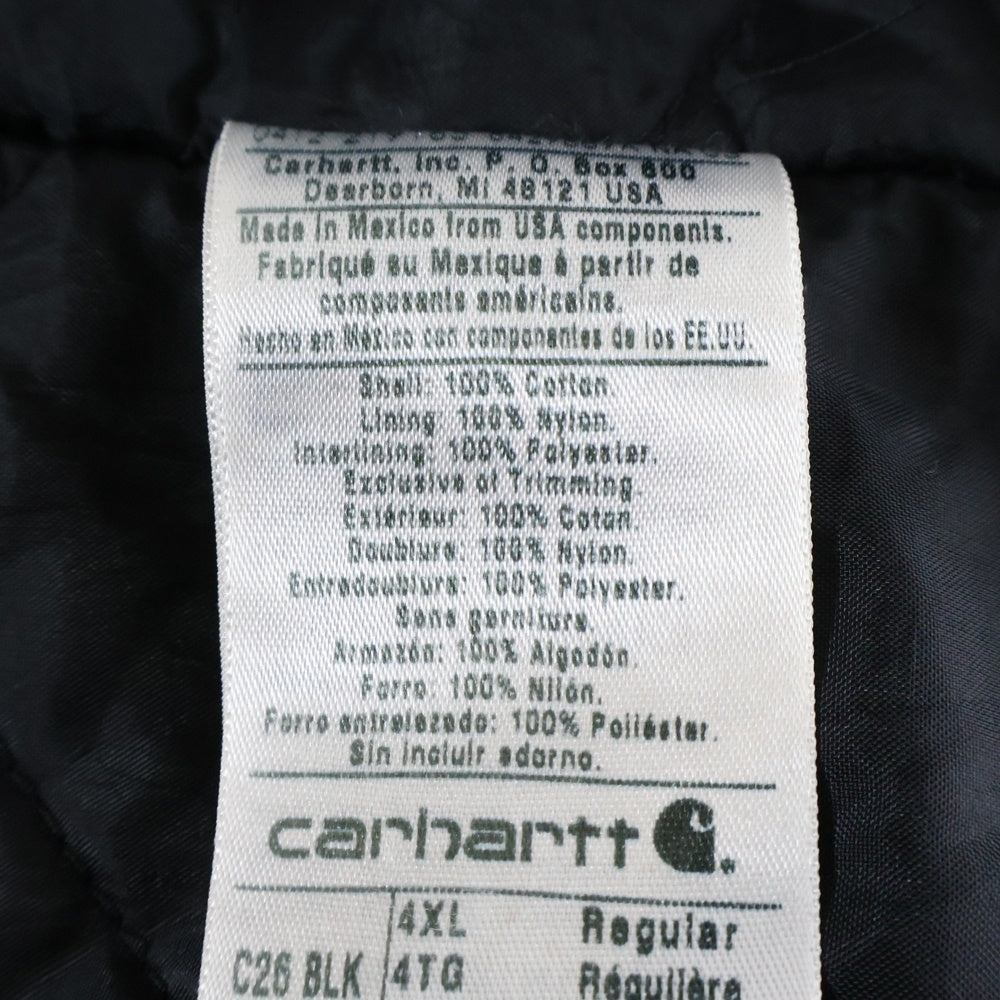 Carhartt, Inc. P. O. Box 600
Dearborn, MI 48121 USA
Made in Mexico from USA components.
Fabriqué au Mexique à partir de
composants américains.
Hecho en México con componentes de los EE.UU.
Shell: 100% Cotton.
Lining 100% Nylon.
Interlining: 100% Polyester.
Exclusive of Trimming.
Extérieur: 100% Coton.
Doublure: 100% Nylon.
Entredoublure: 100% Polyester.
Sans garniture.
Armazón: 100% Algodón.
Forro: 100% Nilón.
Forro entrelazado: 100% Poliéster.
Sin incluir adorno.
carhartt
4XL Regular
C26 BLK 4TG Régulière